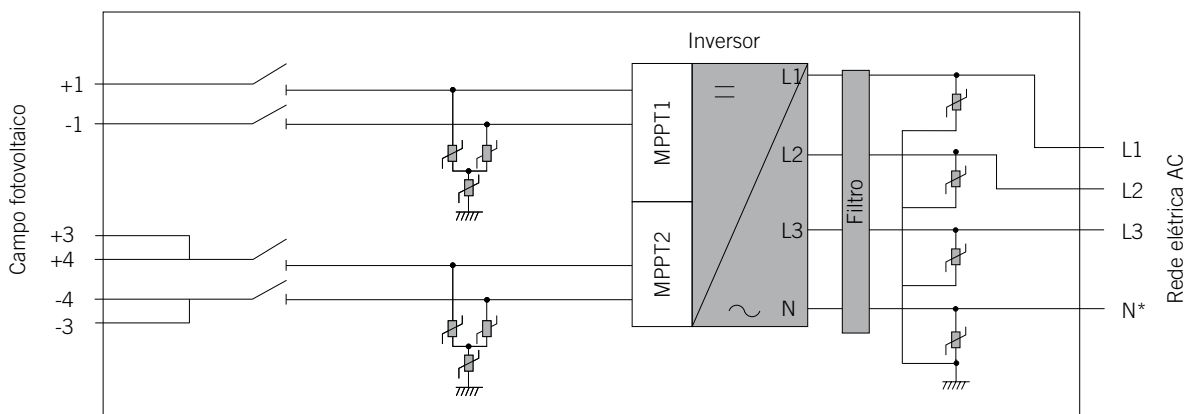 Inversor
Campo fotovoltaico
+1
-1
+3
+4
-4
-3
MPPT1
MPPT2
L1
L2
L3
N
Filtro
L1
L2
L3
N*
Rede elétrica AC